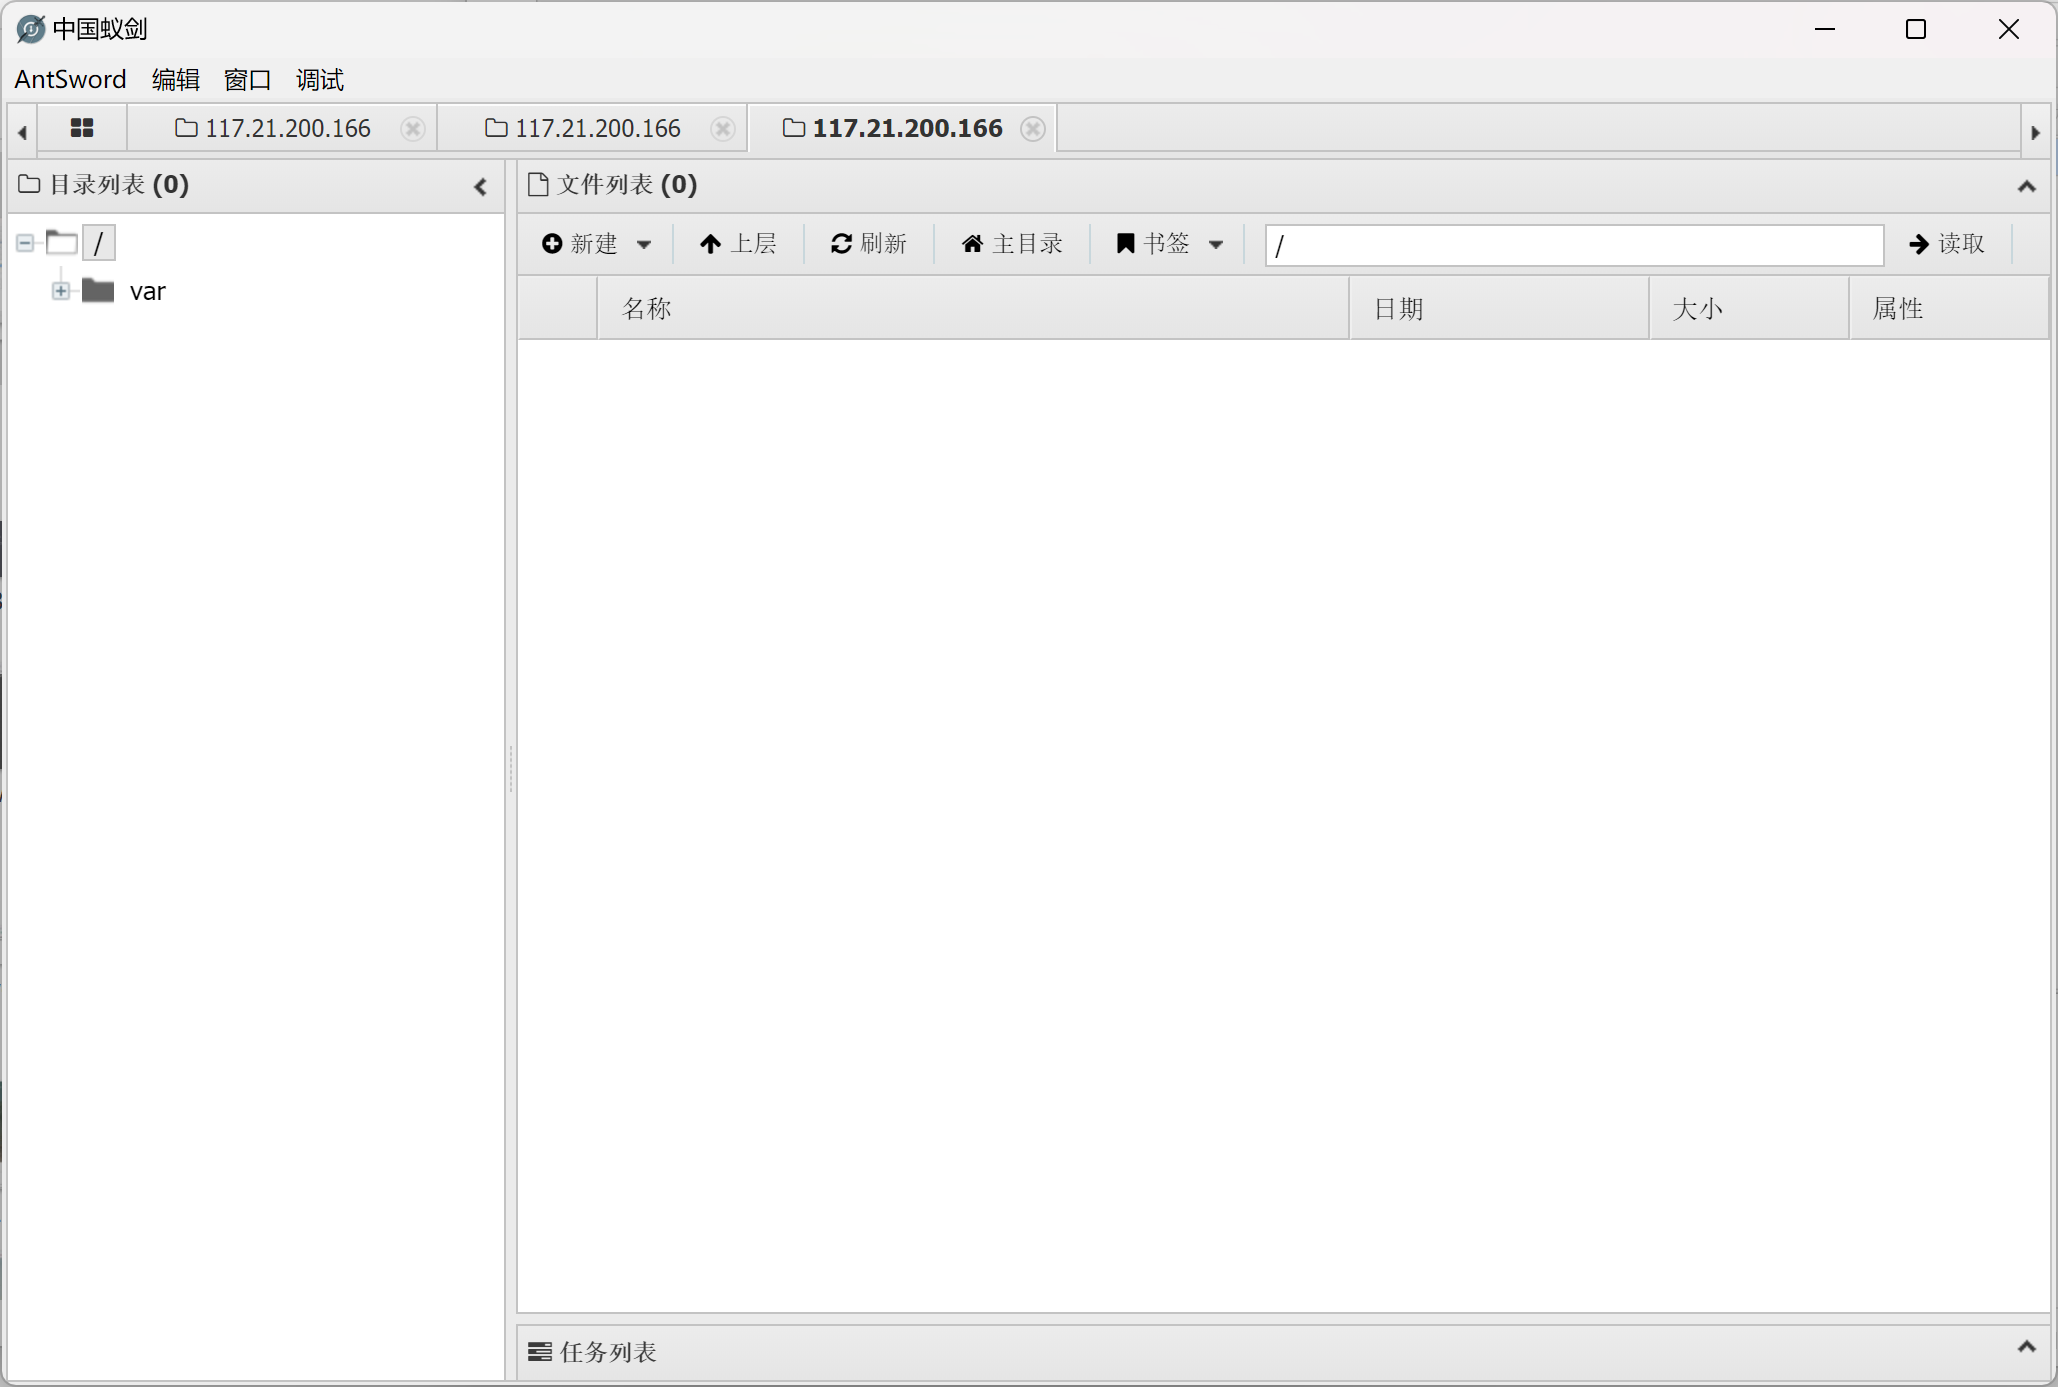 中国蚁剑
AntSword 编辑 窗口 调试
117.21.200.166 117.21.200.166 117.21.200.166
目录列表 (0)
/
var
文件列表 (0)
新建 上层 刷新 主目录 书签 / 读取
名称 日期 大小 属性
任务列表